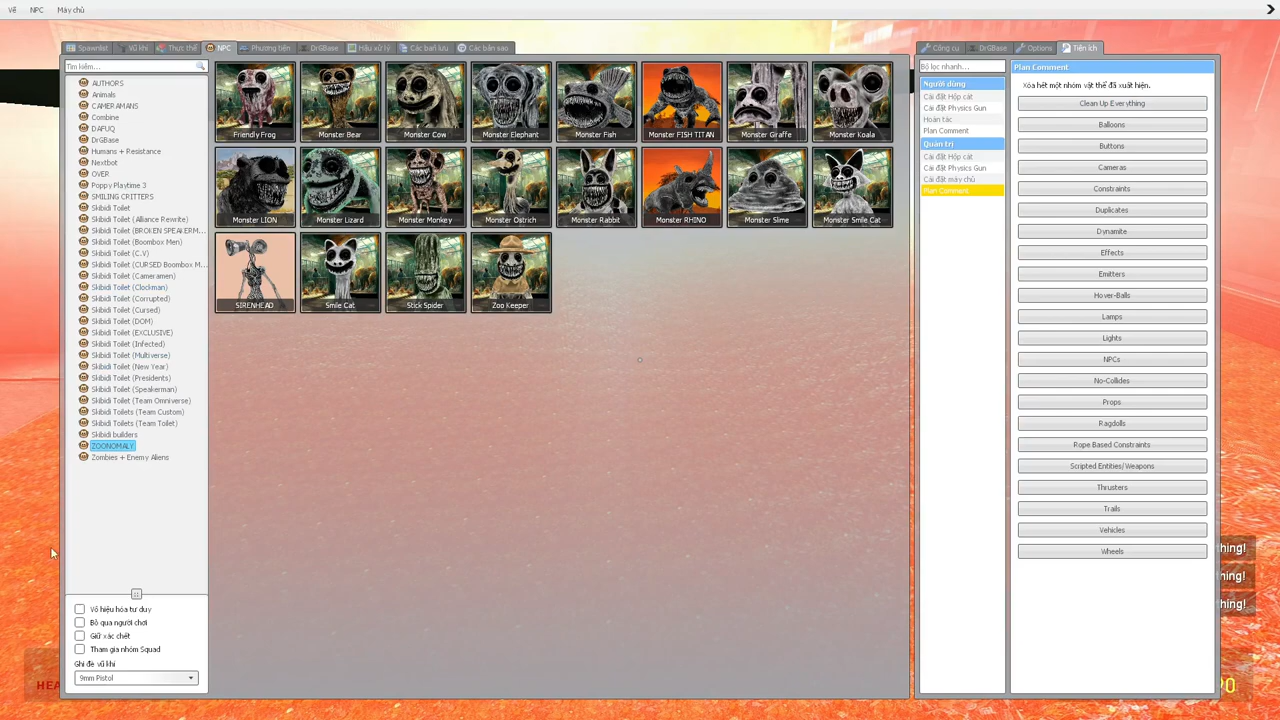 Vẽ NPC Máy chủ
Spawnlist Vũ khí Thực thể NPC Phương tiện DrGBase Hậu xử lý Các bản lưu Các bản sao
Công cụ DrGBase Options Tiện ích
Tìm kiếm...
AUTHORS
Animals
CAMERAMANS
Combine
DAFUQ
DrGBase
Humans + Resistance
Nextbot
OVER
Poppy Playtime 3
SMILING CRITTERS
Skibidi Toilet
Skibidi Toilet (Alliance Rewrite)
Skibidi Toilet (BROKEN SPEAKERM...
Skibidi Toilet (Boombox Men)
Skibidi Toilet (C.V)
Skibidi Toilet (CURSED Boombox M...
Skibidi Toilet (Cameramen)
Skibidi Toilet (Clockman)
Skibidi Toilet (Corrupted)
Skibidi Toilet (Cursed)
Skibidi Toilet (DOM)
Skibidi Toilet (EXCLUSIVE)
Skibidi Toilet (Infected)
Skibidi Toilet (Multiverse)
Skibidi Toilet (New Year)
Skibidi Toilet (Presidents)
Skibidi Toilet (Speakerman)
Skibidi Toilet (Team Omniverse)
Skibidi Toilets (Team Custom)
Skibidi Toilets (Team Toilet)
Skibidi builders
ZOONOMALY
Zombies + Enemy Aliens
Vô hiệu hóa tư duy
Bỏ qua người chơi
Giữ xác chết
Tham gia nhóm Squad
Ghi đè vũ khí
9mm Pistol
Friendly Frog Monster Bear Monster Cow Monster Elephant Monster Fish Monster FISH TITAN Monster Giraffe Monster Koala
Monster LION Monster Lizard Monster Monkey Monster Ostrich Monster Rabbit Monster RHINO Monster Slime Monster Smile Cat
SIRENHEAD Smile Cat Stick Spider Zoo Keeper
Bộ lọc nhanh...
Người dùng
Cài đặt Hộp cát
Cài đặt Physics Gun
Hoàn tác
Plan Comment
Quản trị
Cài đặt Hộp cát
Cài đặt Physics Gun
Cài đặt máy chủ
Plan Comment
Plan Comment
Xóa hết một nhóm vật thể đã xuất hiện.
Clean Up Everything
Balloons
Buttons
Cameras
Constraints
Duplicates
Dynamite
Effects
Emitters
Hover-Balls
Lamps
Lights
NPCs
No-Collides
Props
Ragdolls
Rope Based Constraints
Scripted Entities/Weapons
Thrusters
Trails
Vehicles
Wheels
thing!
thing!
thing!
HEA